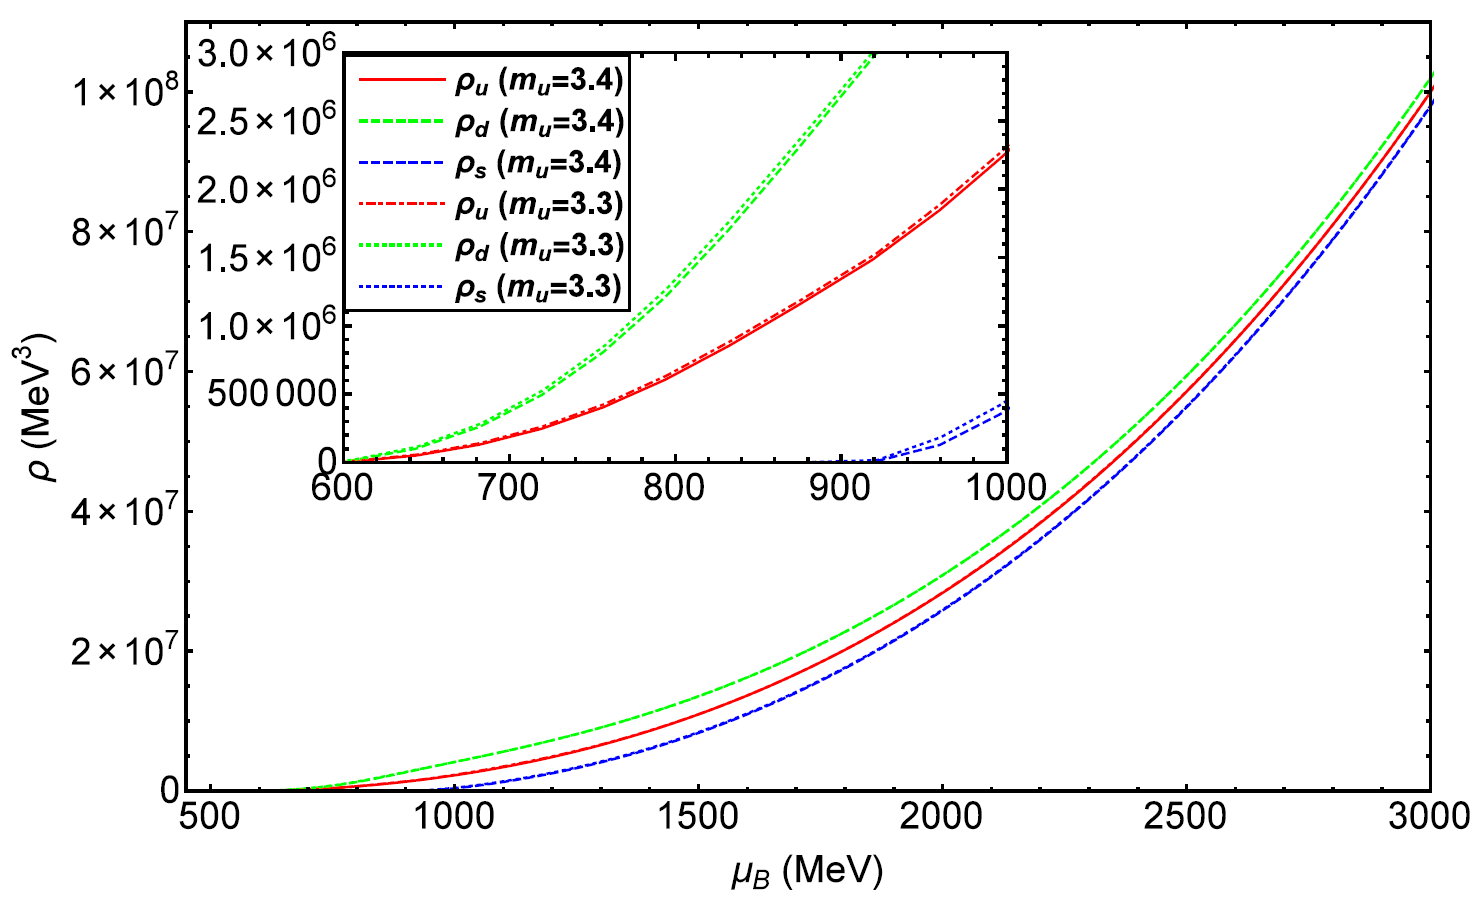 1×10⁸
8×10⁷
6×10⁷
4×10⁷
2×10⁷
0
ρ (MeV³)
3.0×10⁶
2.5×10⁶
2.0×10⁶
1.5×10⁶
1.0×10⁶
500 000
0
600 700 800 900 1000
ρu (mu=3.4)
ρd (mu=3.4)
ρs (mu=3.4)
ρu (mu=3.3)
ρd (mu=3.3)
ρs (mu=3.3)
500 1000 1500 2000 2500 3000
μB (MeV)